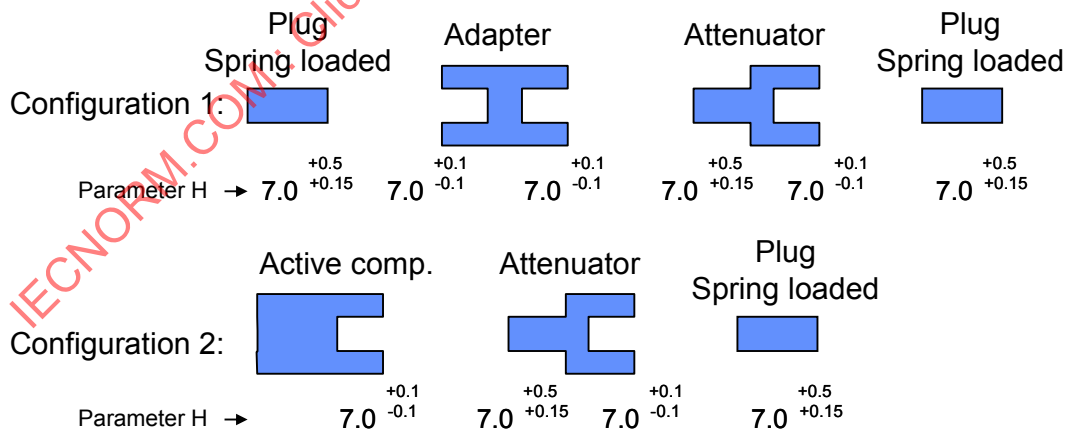 Plug
Spring loaded
Adapter
Attenuator
Plug
Spring loaded
Configuration 1:
Parameter H → 7.0 +0.5 +0.15 7.0 +0.1 -0.1 7.0 +0.1 -0.1 7.0 +0.5 +0.15 7.0 +0.1 -0.1 7.0 +0.5 +0.15
Active comp.
Attenuator
Plug
Spring loaded
Configuration 2:
Parameter H → 7.0 +0.1 -0.1 7.0 +0.5 +0.15 7.0 +0.1 -0.1 7.0 +0.5 +0.15
IECNORM.COM: Clic